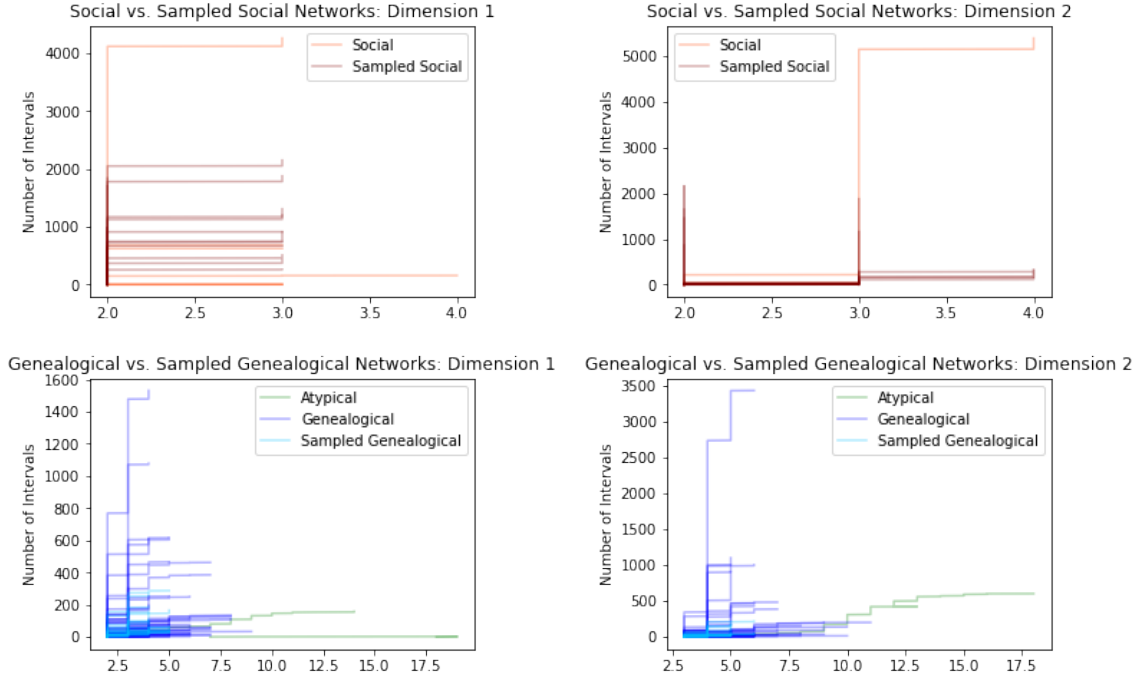 Social vs. Sampled Social Networks: Dimension 1
Number of Intervals
4000
3000
2000
1000
0
2.0 2.5 3.0 3.5 4.0
Social
Sampled Social
Social vs. Sampled Social Networks: Dimension 2
Number of Intervals
5000
4000
3000
2000
1000
0
2.0 2.5 3.0 3.5 4.0
Social
Sampled Social
Genealogical vs. Sampled Genealogical Networks: Dimension 1
Number of Intervals
1600
1400
1200
1000
800
600
400
200
0
2.5 5.0 7.5 10.0 12.5 15.0 17.5
Atypical
Genealogical
Sampled Genealogical
Genealogical vs. Sampled Genealogical Networks: Dimension 2
Number of Intervals
3500
3000
2500
2000
1500
1000
500
0
2.5 5.0 7.5 10.0 12.5 15.0 17.5
Atypical
Genealogical
Sampled Genealogical